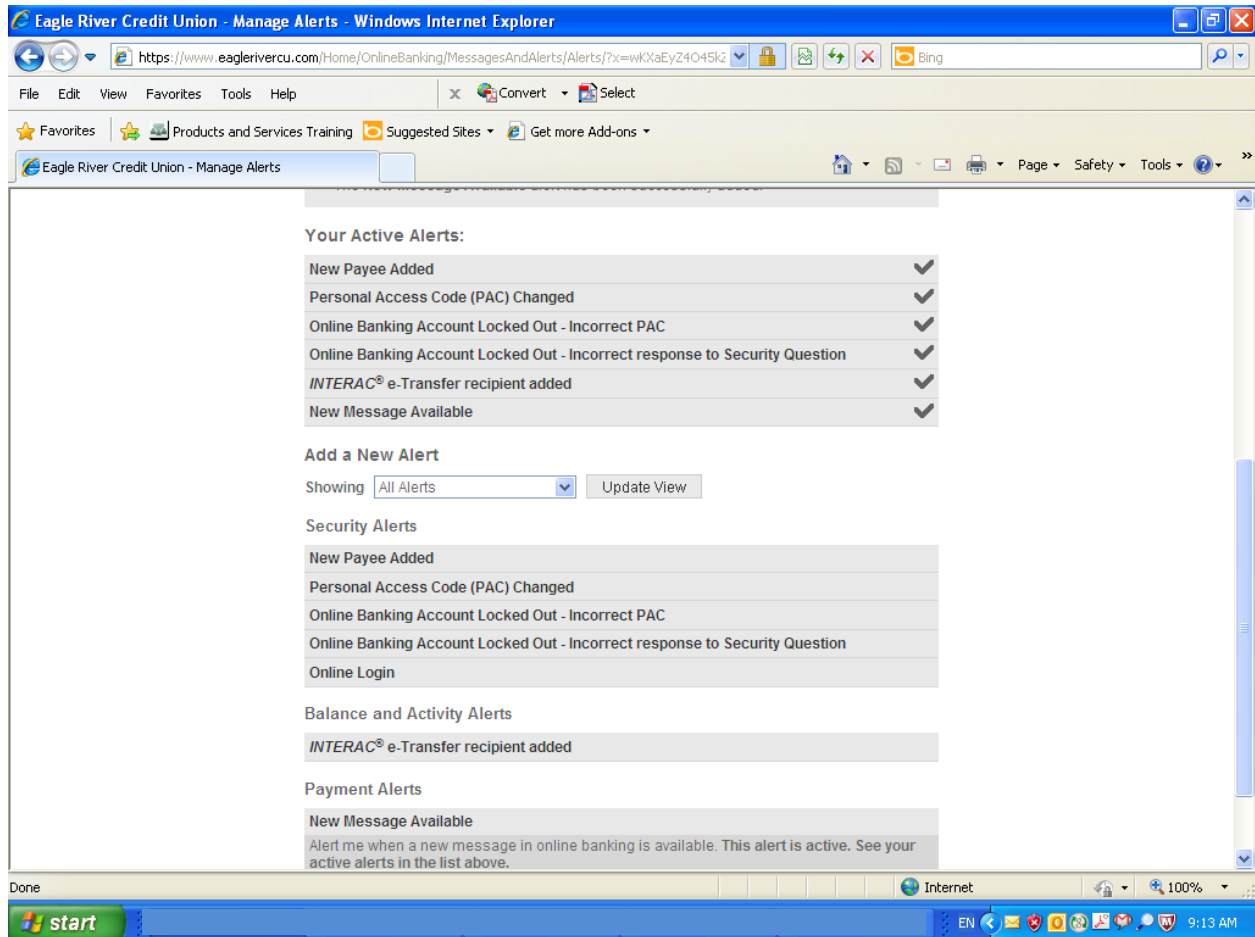 Eagle River Credit Union - Manage Alerts - Windows Internet Explorer
https://www.eaglerivercu.com/Home/OnlineBanking/MessagesAndAlerts/Alerts/?x=wKXaEyZ4O45k2
Bing
File Edit View Favorites Tools Help x Convert Select
Favorites Products and Services Training Suggested Sites Get more Add-ons
Eagle River Credit Union - Manage Alerts Page Safety Tools »
Your Active Alerts:
New Payee Added
Personal Access Code (PAC) Changed
Online Banking Account Locked Out - Incorrect PAC
Online Banking Account Locked Out - Incorrect response to Security Question
INTERAC® e-Transfer recipient added
New Message Available
Add a New Alert
Showing All Alerts Update View
Security Alerts
New Payee Added
Personal Access Code (PAC) Changed
Online Banking Account Locked Out - Incorrect PAC
Online Banking Account Locked Out - Incorrect response to Security Question
Online Login
Balance and Activity Alerts
INTERAC® e-Transfer recipient added
Payment Alerts
New Message Available
Alert me when a new message in online banking is available. This alert is active. See your
active alerts in the list above.
Done Internet 100%
start EN 9:13 AM